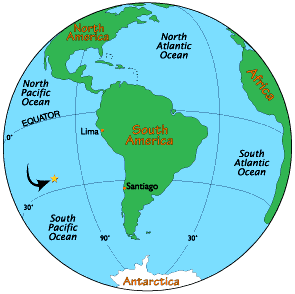 North
America
North
Atlantic
Ocean
Africa
North
Pacific
Ocean
EQUATOR
0°
Lima
South
America
South
Atlantic
Ocean
Santiago
30°
South
Pacific
Ocean
90°
30°
Antarctica